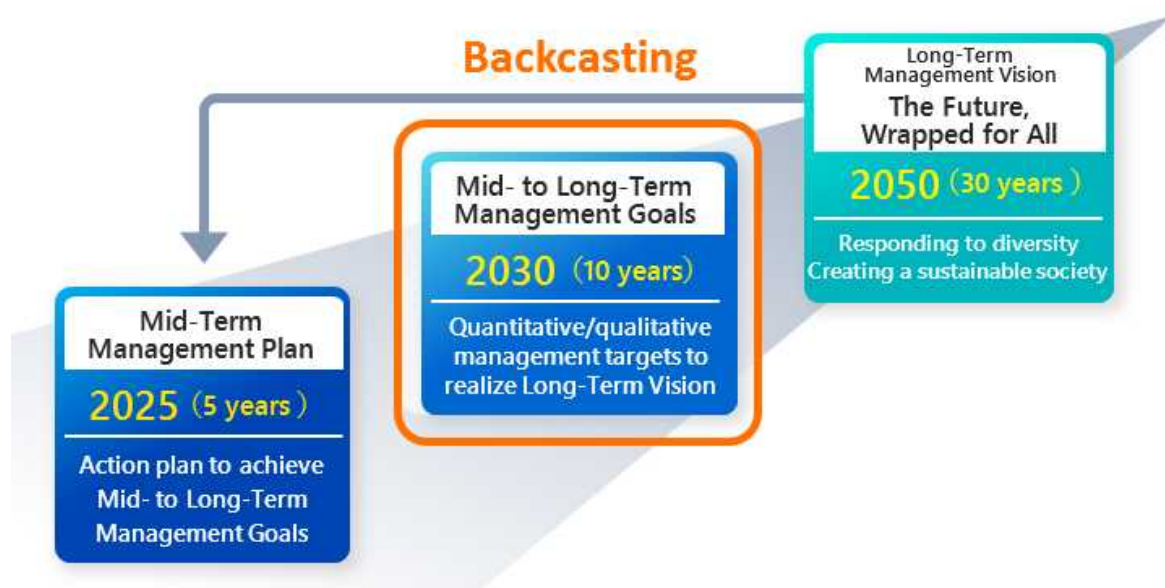 Backcasting
Long-Term
Management Vision
The Future,
Wrapped for All
2050 (30 years )
Responding to diversity
Creating a sustainable society
Mid- to Long-Term
Management Goals
2030 (10 years)
Quantitative/qualitative
management targets to
realize Long-Term Vision
Mid-Term
Management Plan
2025 (5 years )
Action plan to achieve
Mid- to Long-Term
Management Goals